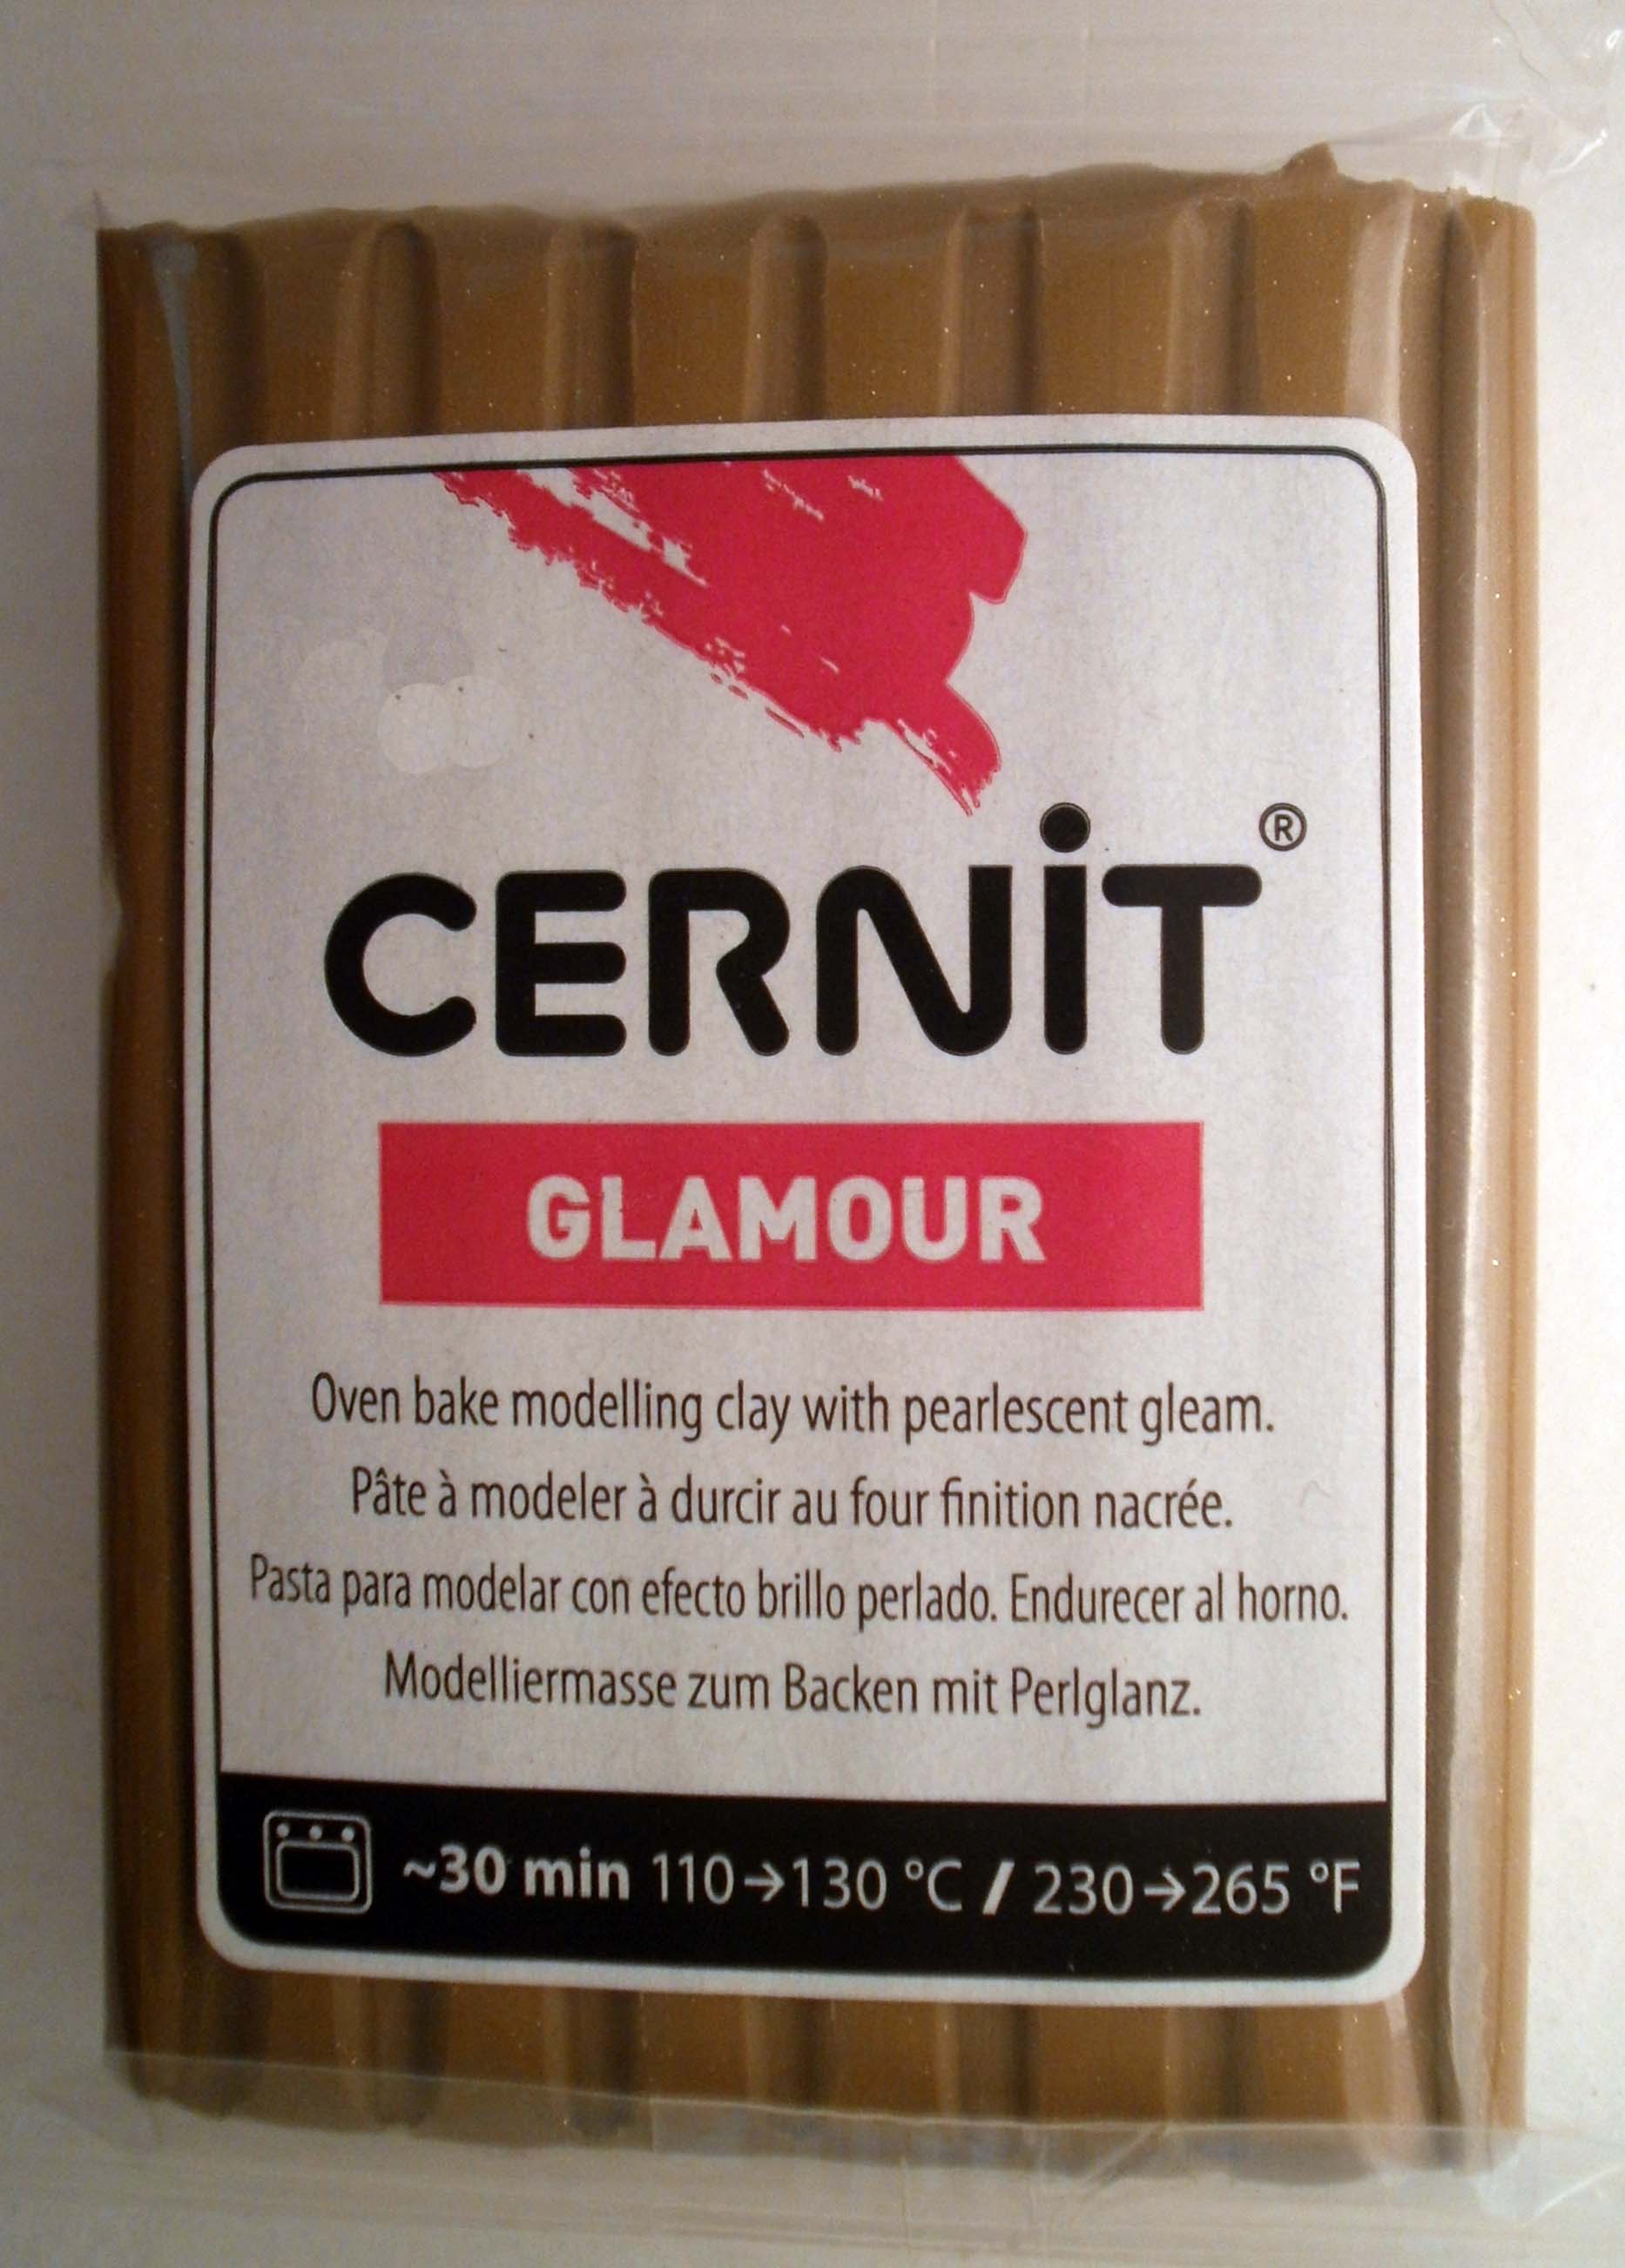 CERNiT®
GLAMOUR
Oven bake modelling clay with pearlescent gleam.
Pâte à modeler à durcir au four finition nacrée.
Pasta para modelar con efecto brillo perlado. Endurecer al horno.
Modelliermasse zum Backen mit Perlglanz.
~30 min 110→130 °C / 230→265 °F